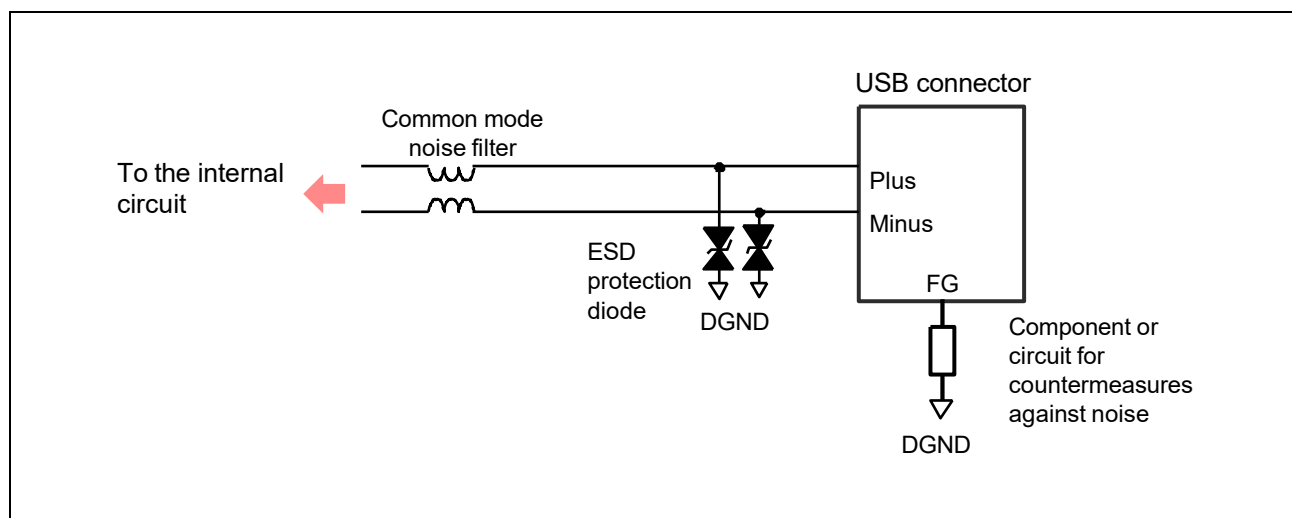 USB connector
Common mode
noise filter
To the internal
circuit
Plus
Minus
ESD
protection
diode
DGND
FG
Component or
circuit for
countermeasures
against noise
DGND